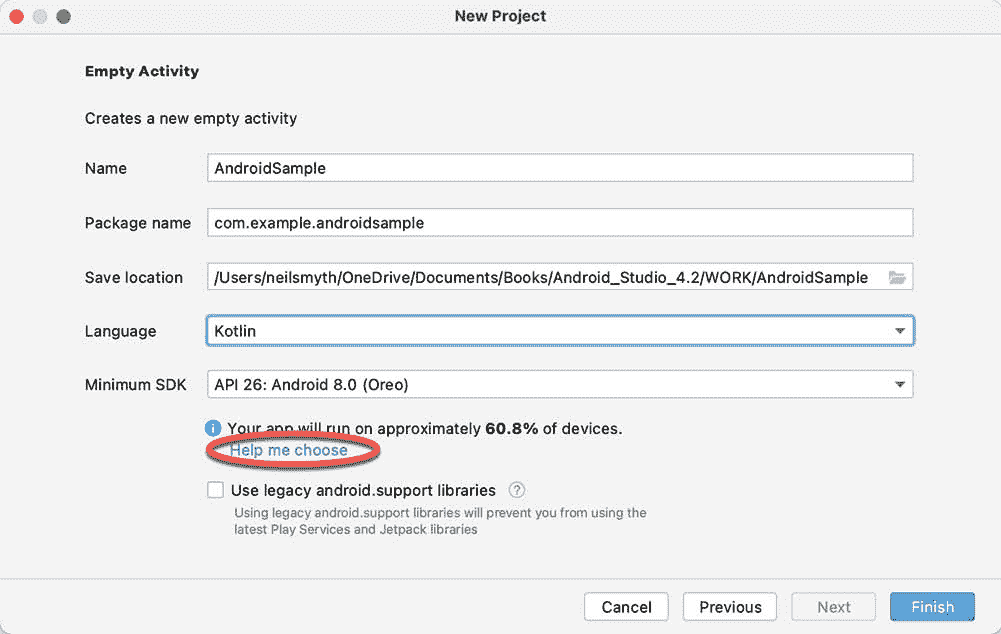 New Project
Empty Activity
Creates a new empty activity
Name AndroidSample
Package name com.example.androidsample
Save location /Users/neilsmyth/OneDrive/Documents/Books/Android_Studio_4.2/WORK/AndroidSample
Language Kotlin
Minimum SDK API 26: Android 8.0 (Oreo)
i Your app will run on approximately 60.8% of devices.
Help me choose
Use legacy android.support libraries ?
Using legacy android.support libraries will prevent you from using the
latest Play Services and Jetpack libraries
Cancel Previous Next Finish